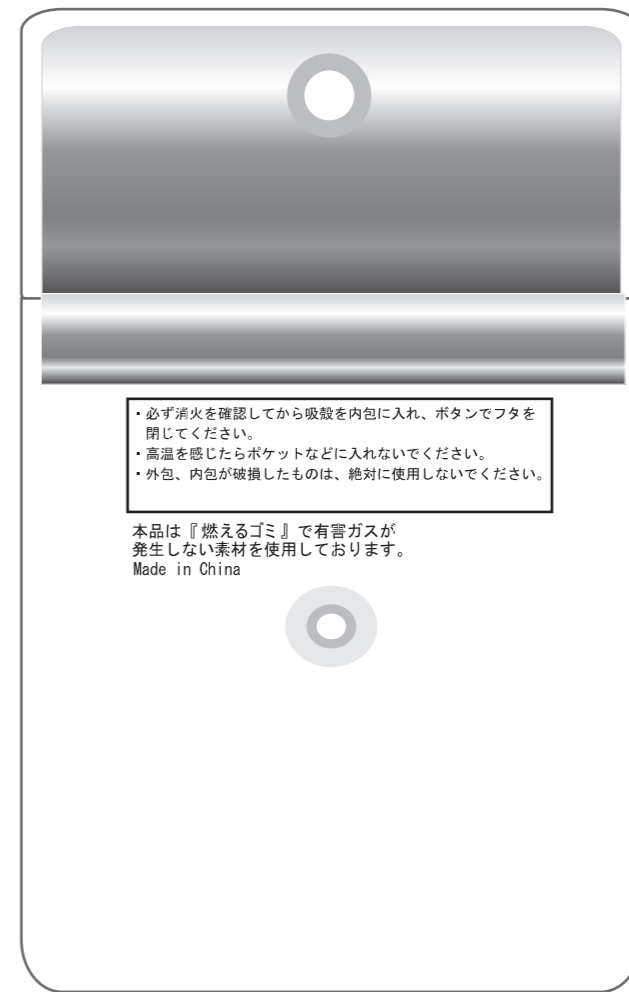 ・必ず消火を確認してから吸殻を内包に入れ、ボタンでフタを
閉じてください。
・高温を感じたらポケットなどに入れないでください。
・外包、内包が破損したものは、絶対に使用しないでください。
本品は『燃えるゴミ』で有害ガスが
発生しない素材を使用しております。
Made in China